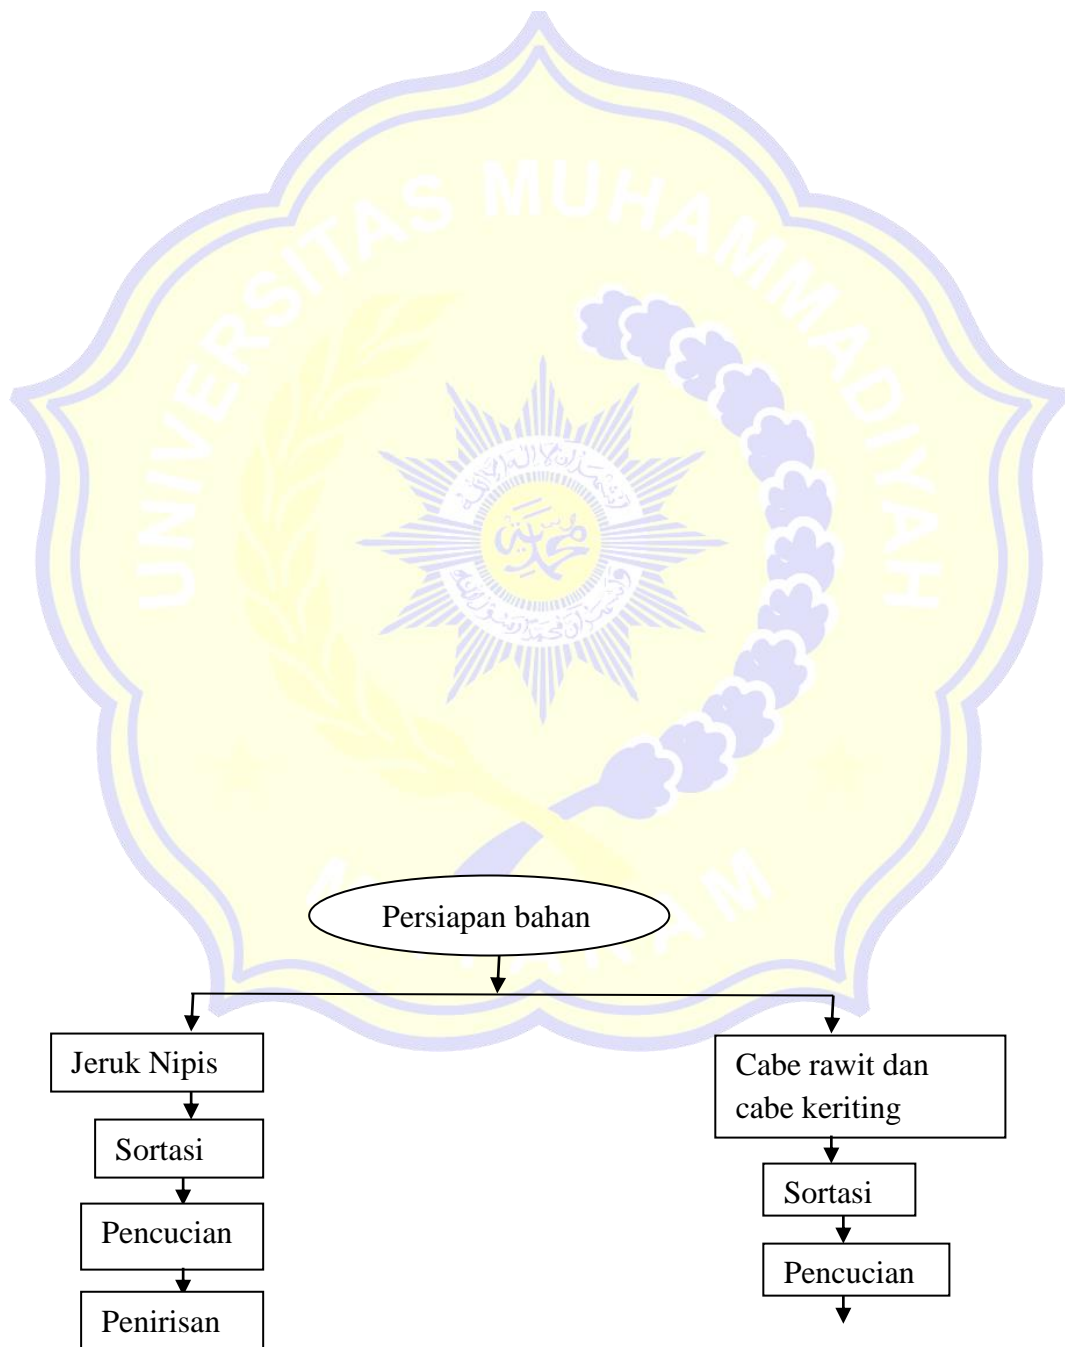 UNIVERSITAS MUHAMMADIYAH
Persiapan bahan
Jeruk Nipis
Cabe rawit dan
cabe keriting
Sortasi
Sortasi
Pencucian
Pencucian
Penirisan